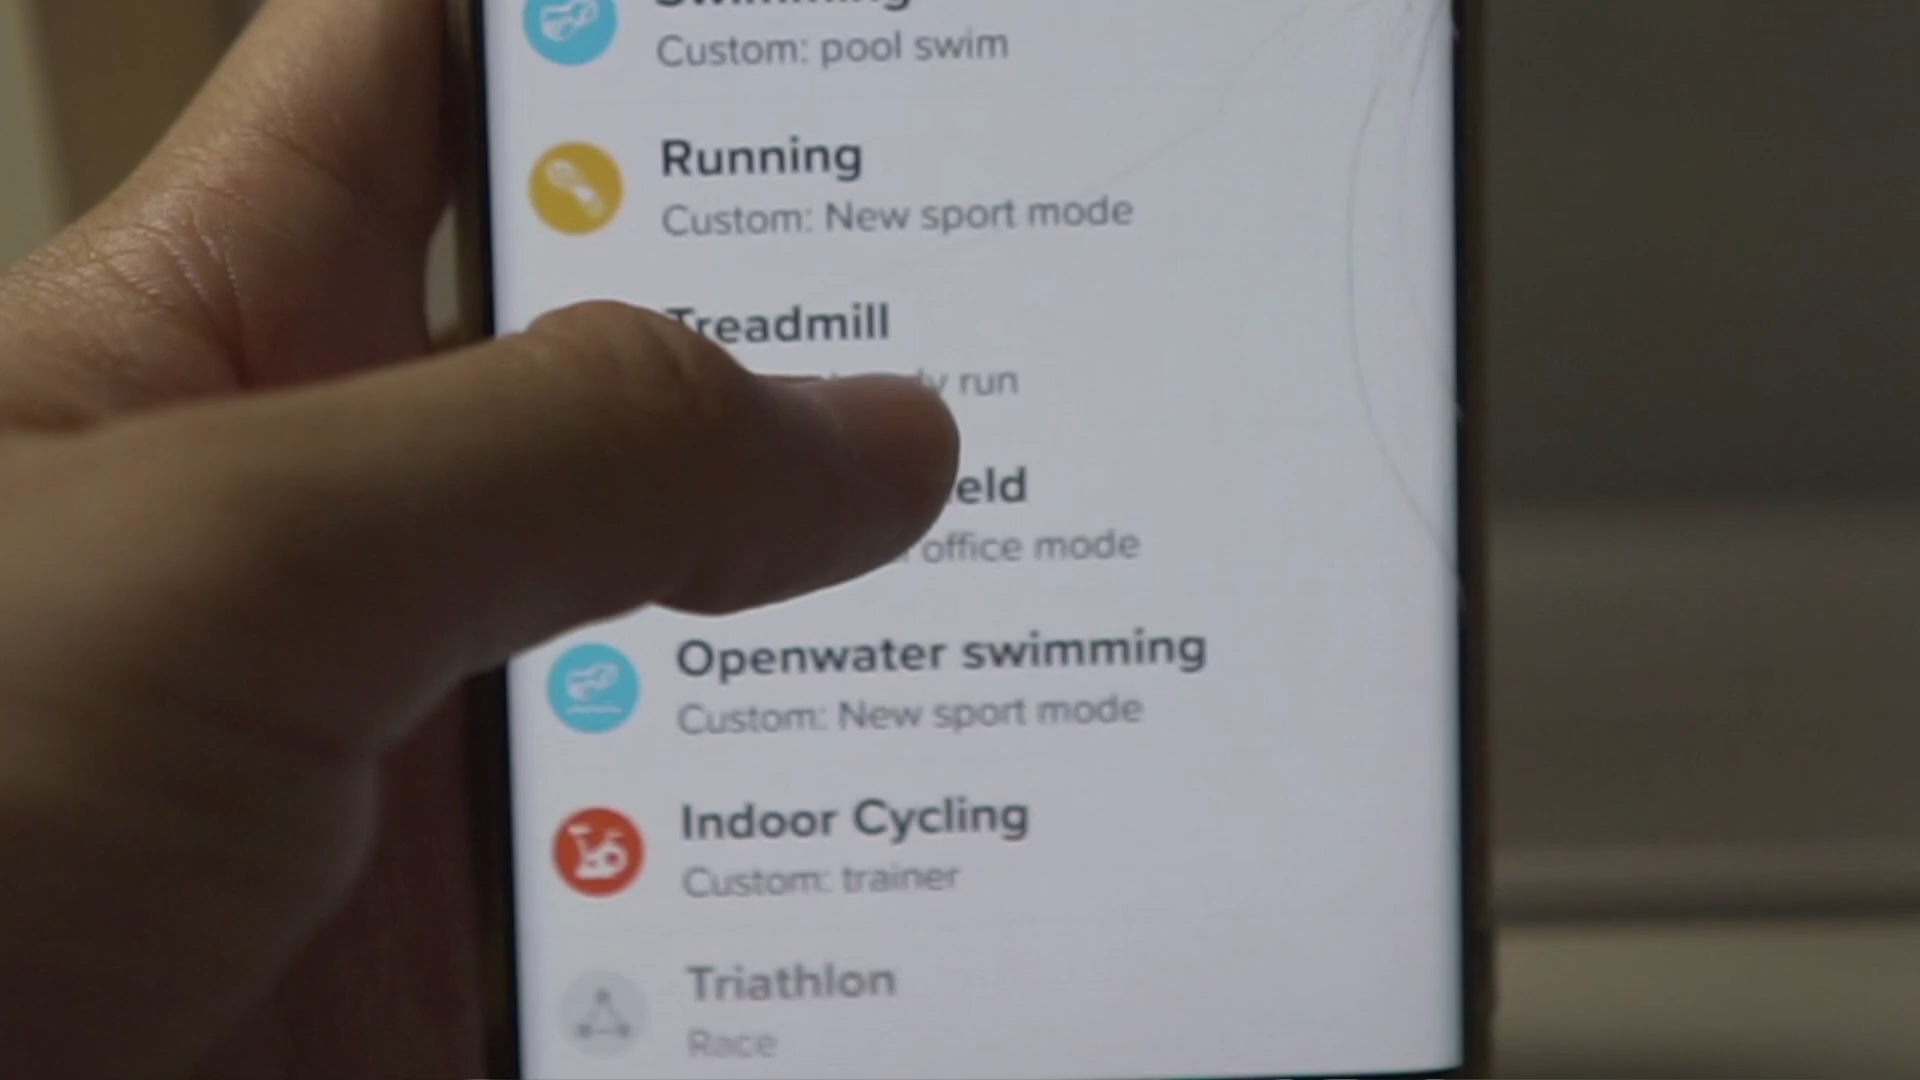 Swimming
Custom: pool swim
Running
Custom: New sport mode
Treadmill
run
office mode
Openwater swimming
Custom: New sport mode
Indoor Cycling
Custom: trainer
Triathlon
Race